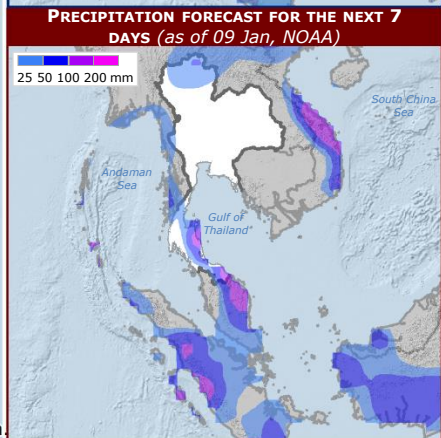 PRECIPITATION FORECAST FOR THE NEXT 7
DAYS (as of 09 Jan, NOAA)
25 50 100 200 mm
South China
Sea
Andaman
Sea
Gulf of
Thailand